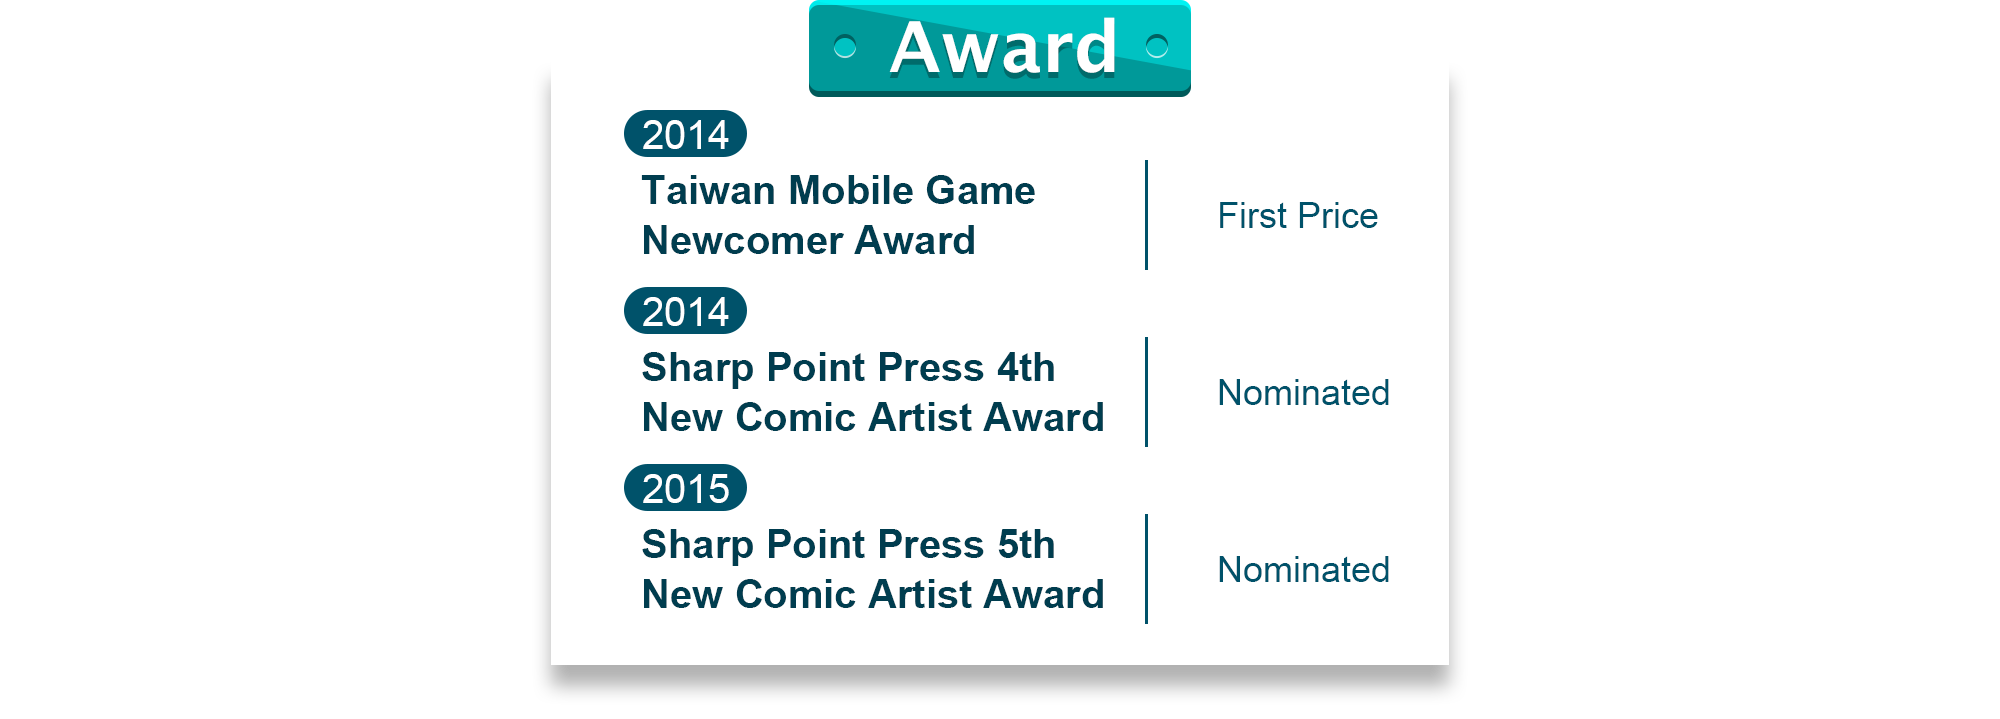 Award
2014
Taiwan Mobile Game
Newcomer Award
First Price
2014
Sharp Point Press 4th
New Comic Artist Award
Nominated
2015
Sharp Point Press 5th
New Comic Artist Award
Nominated